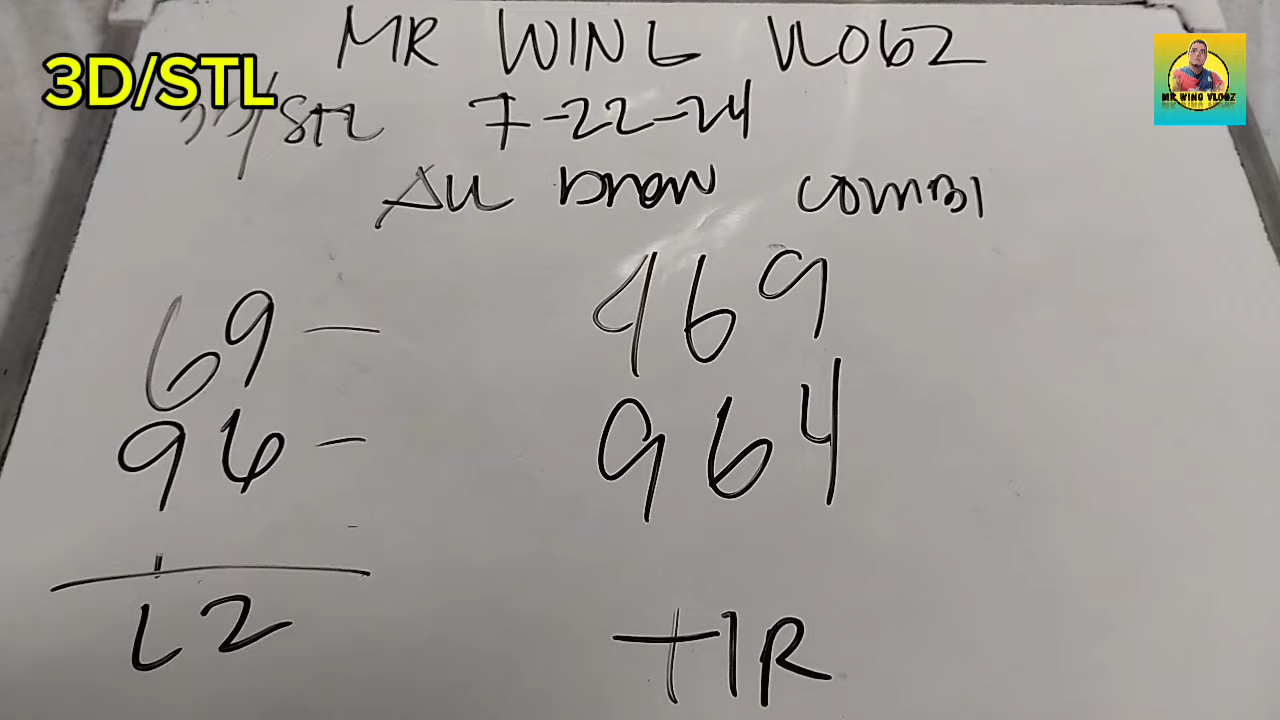 MR WING VLOGZ
3D/STL
MR WING VLOGZ
3D/STL 7-22-24
ALL DRAW COMBI
69 - 469
96 - 964
L2 +1R